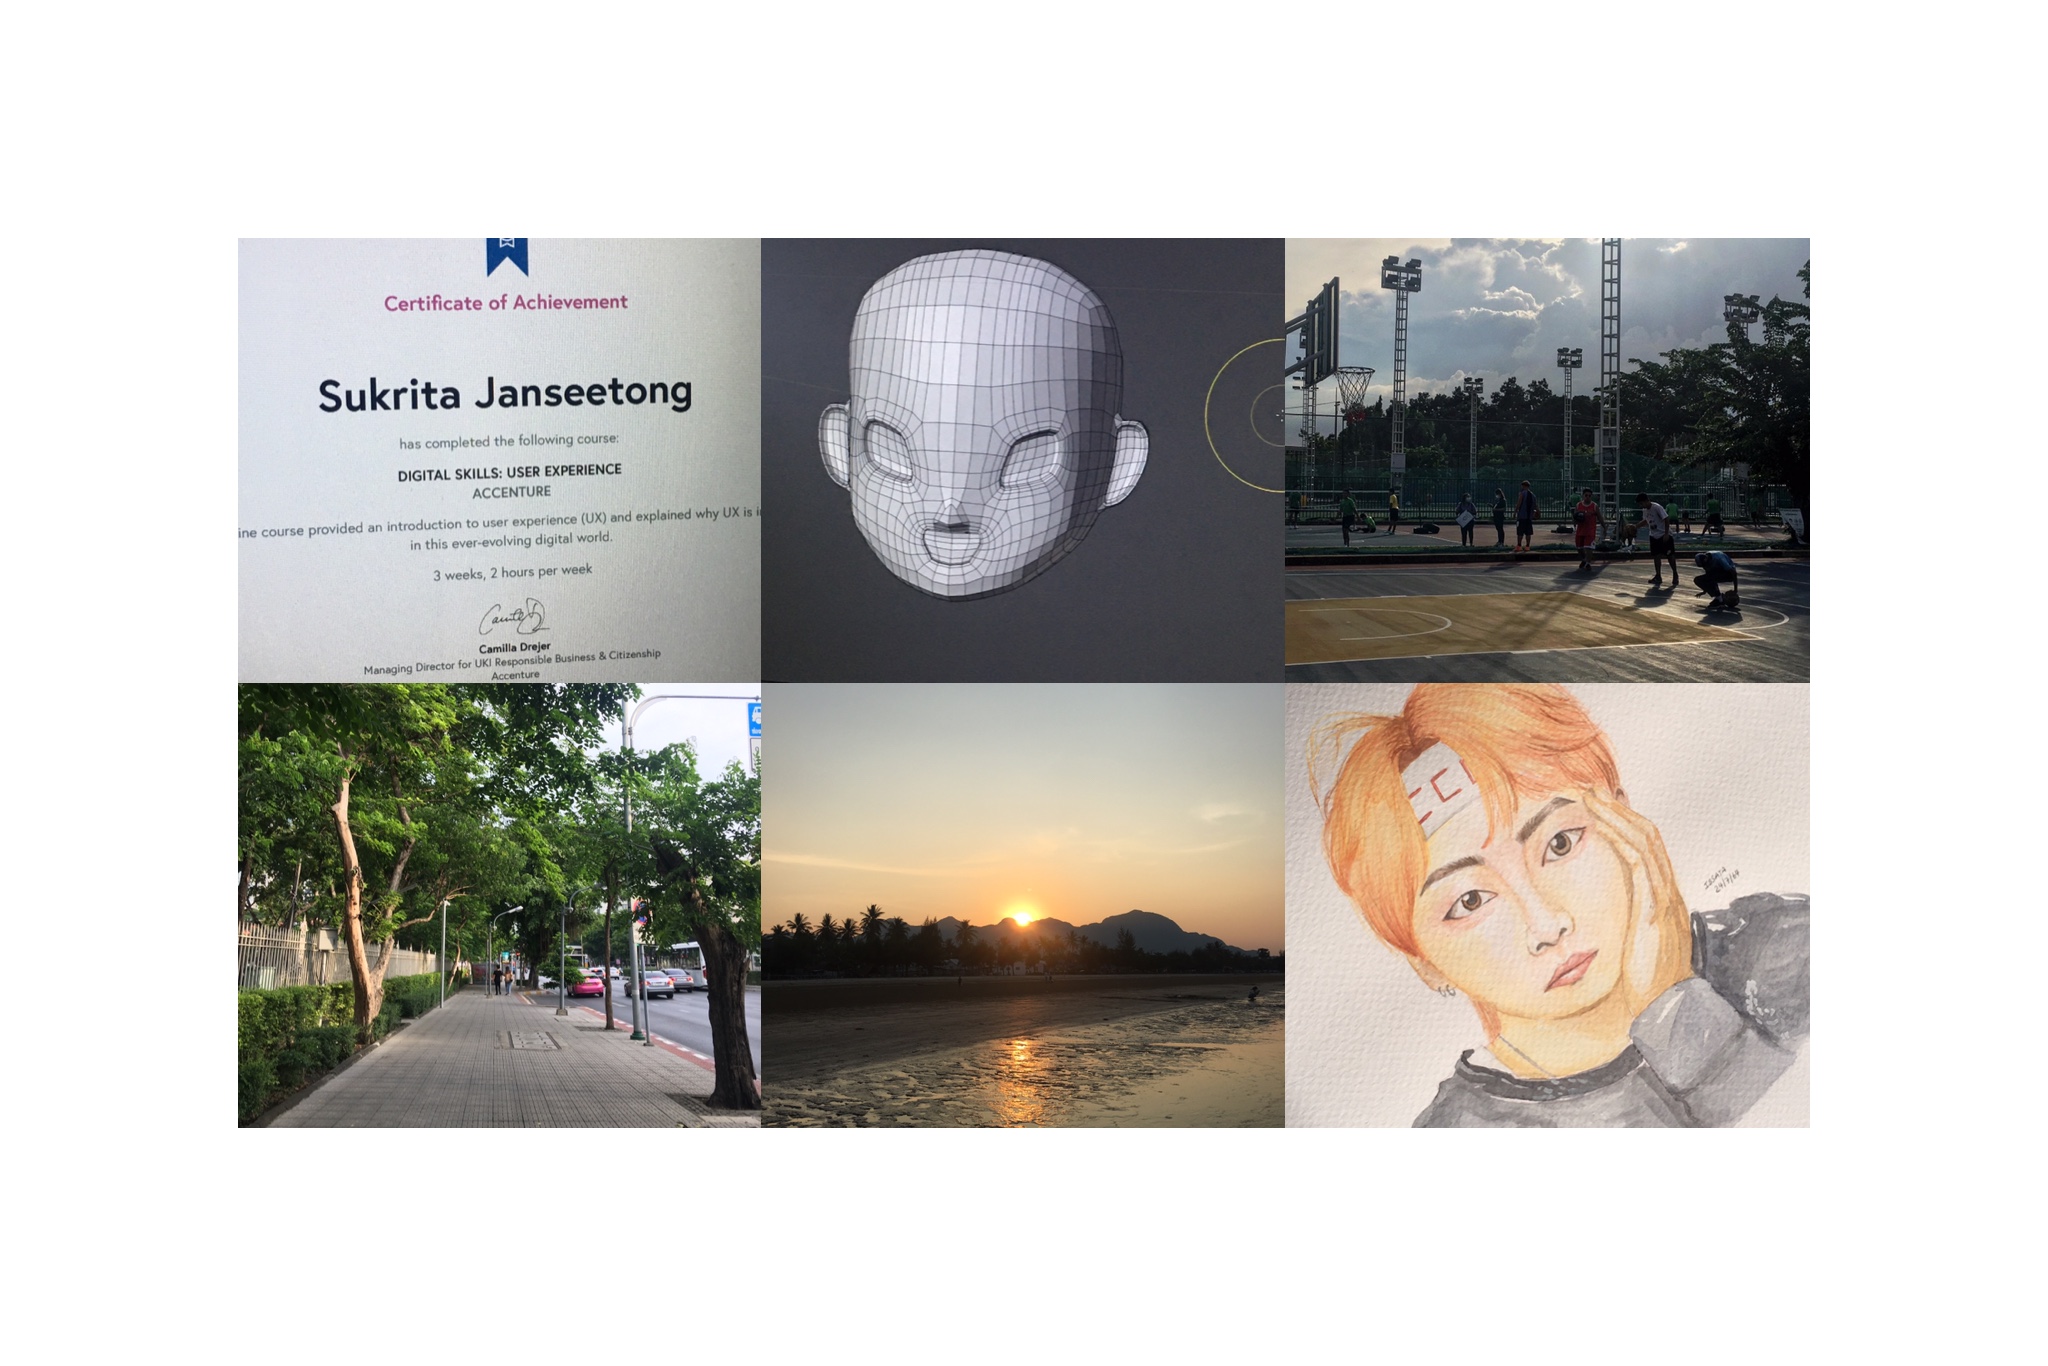 Certificate of Achievement
Sukrita Janseetong
has completed the following course:
DIGITAL SKILLS: USER EXPERIENCE
ACCENTURE
ine course provided an introduction to user experience (UX) and explained why UX is i
in this ever-evolving digital world.
3 weeks, 2 hours per week
Camilla Drejer
Managing Director for UKI Responsible Business & Citizenship
Accenture